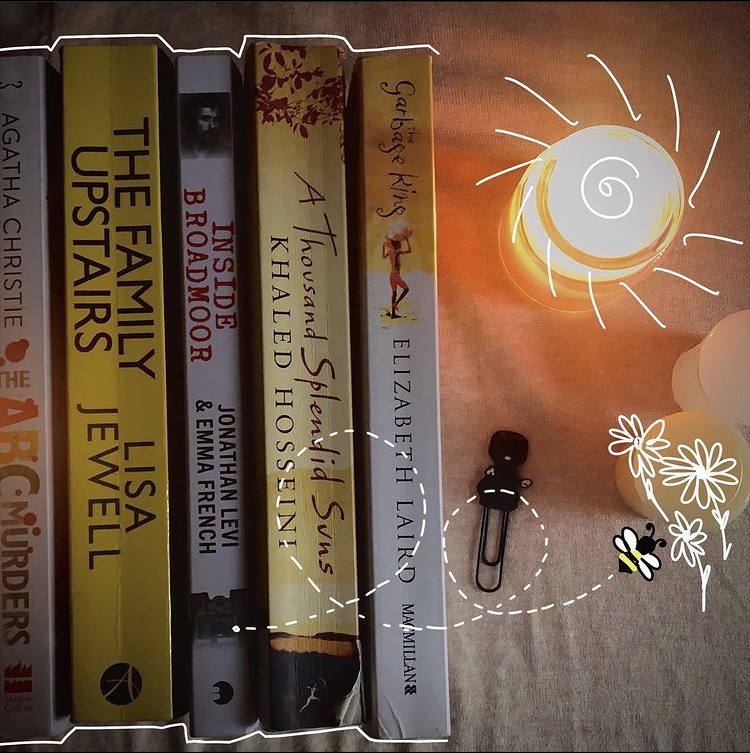 AGATHA CHRISTIE
THE
ABC MURDERS
THE FAMILY
UPSTAIRS
LISA
JEWELL
INSIDE
BROADMOOR
JONATHAN LEVI
& EMMA FRENCH
A Thousand Splendid Suns
KHALED HOSSEINI
The Garbage King
ELIZABETH LAIRD
MACMILLAN